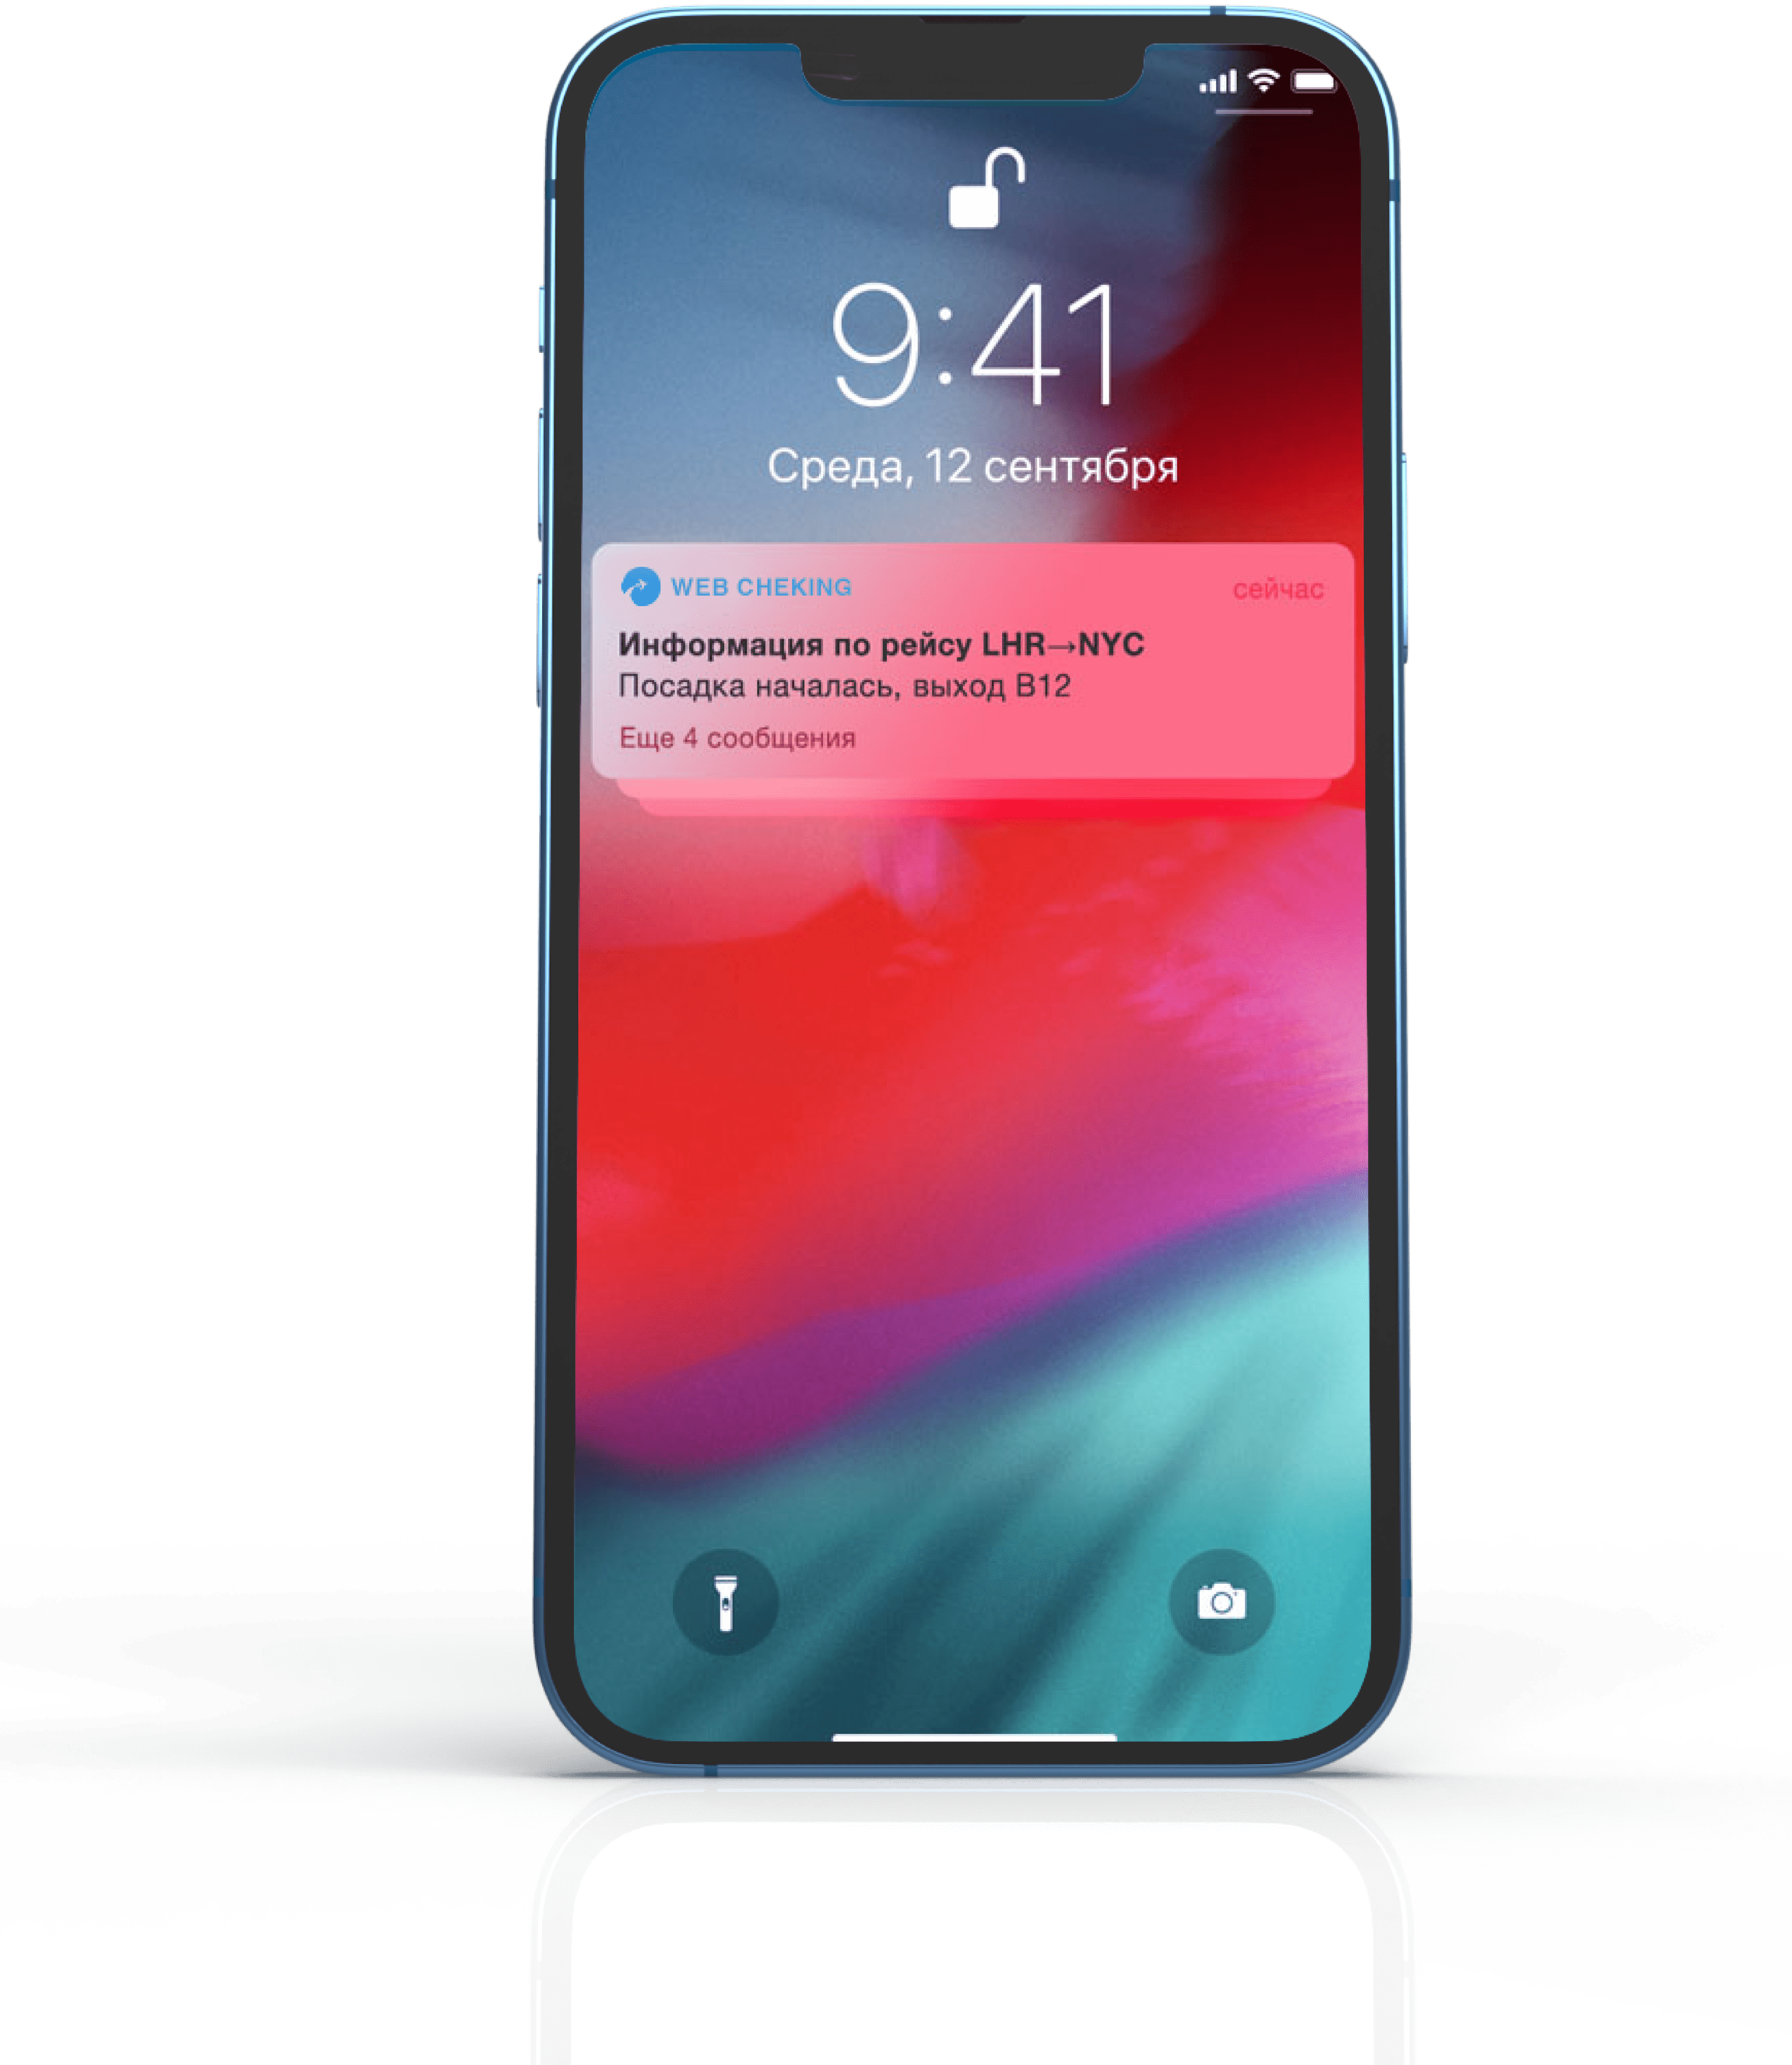 9:41
Среда, 12 сентября
WEB CHEKING
сейчас
Информация по рейсу LHR→NYC
Посадка началась, выход B12
Еще 4 сообщения